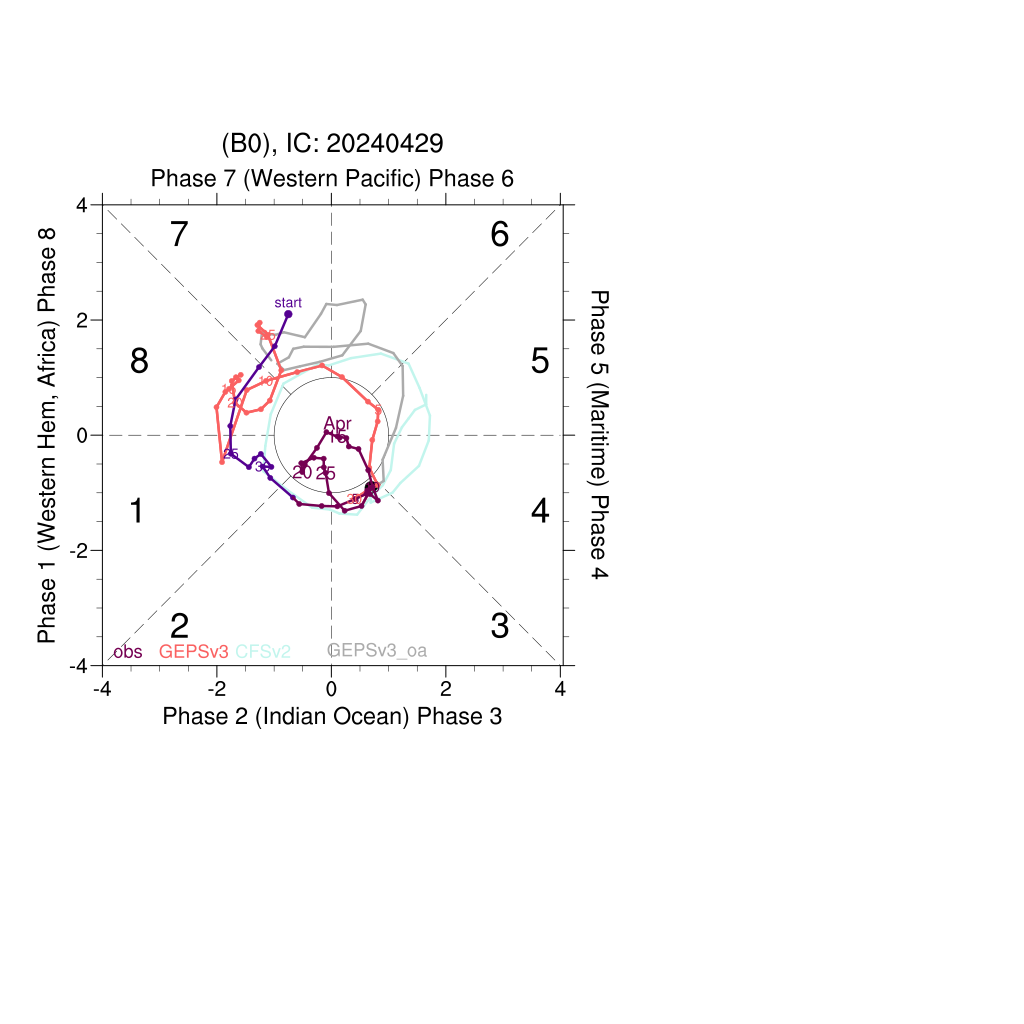 (B0), IC: 20240429
Phase 7 (Western Pacific) Phase 6
4
7
6
2
start
8
5
0
Apr
15
20
25
25
1
4
-2
2
3
obs GEPSv3 CFSv2 GEPSv3_oa
-4
-4 -2 0 2 4
Phase 2 (Indian Ocean) Phase 3
Phase 1 (Western Hem, Africa) Phase 8
Phase 5 (Maritime) Phase 4